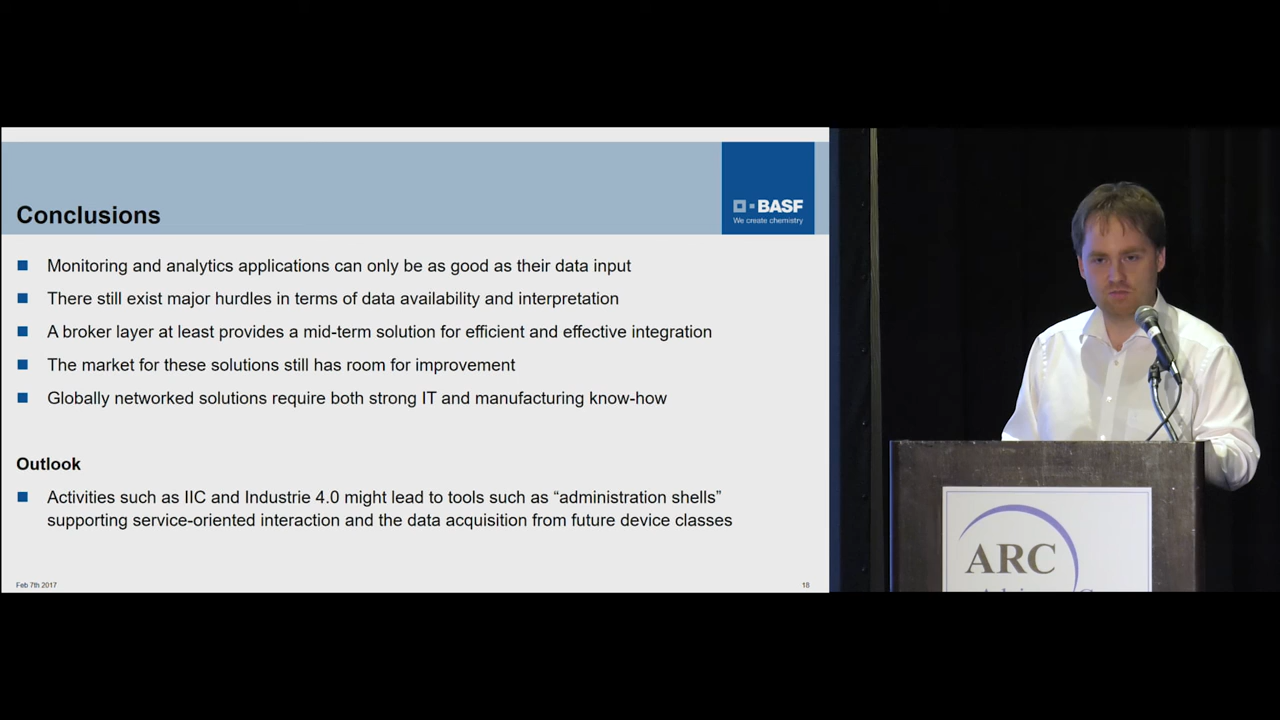 Conclusions
BASF
We create chemistry
Monitoring and analytics applications can only be as good as their data input
There still exist major hurdles in terms of data availability and interpretation
A broker layer at least provides a mid-term solution for efficient and effective integration
The market for these solutions still has room for improvement
Globally networked solutions require both strong IT and manufacturing know-how
Outlook
Activities such as IIC and Industrie 4.0 might lead to tools such as “administration shells”
supporting service-oriented interaction and the data acquisition from future device classes
Feb 7th 2017
18
ARC